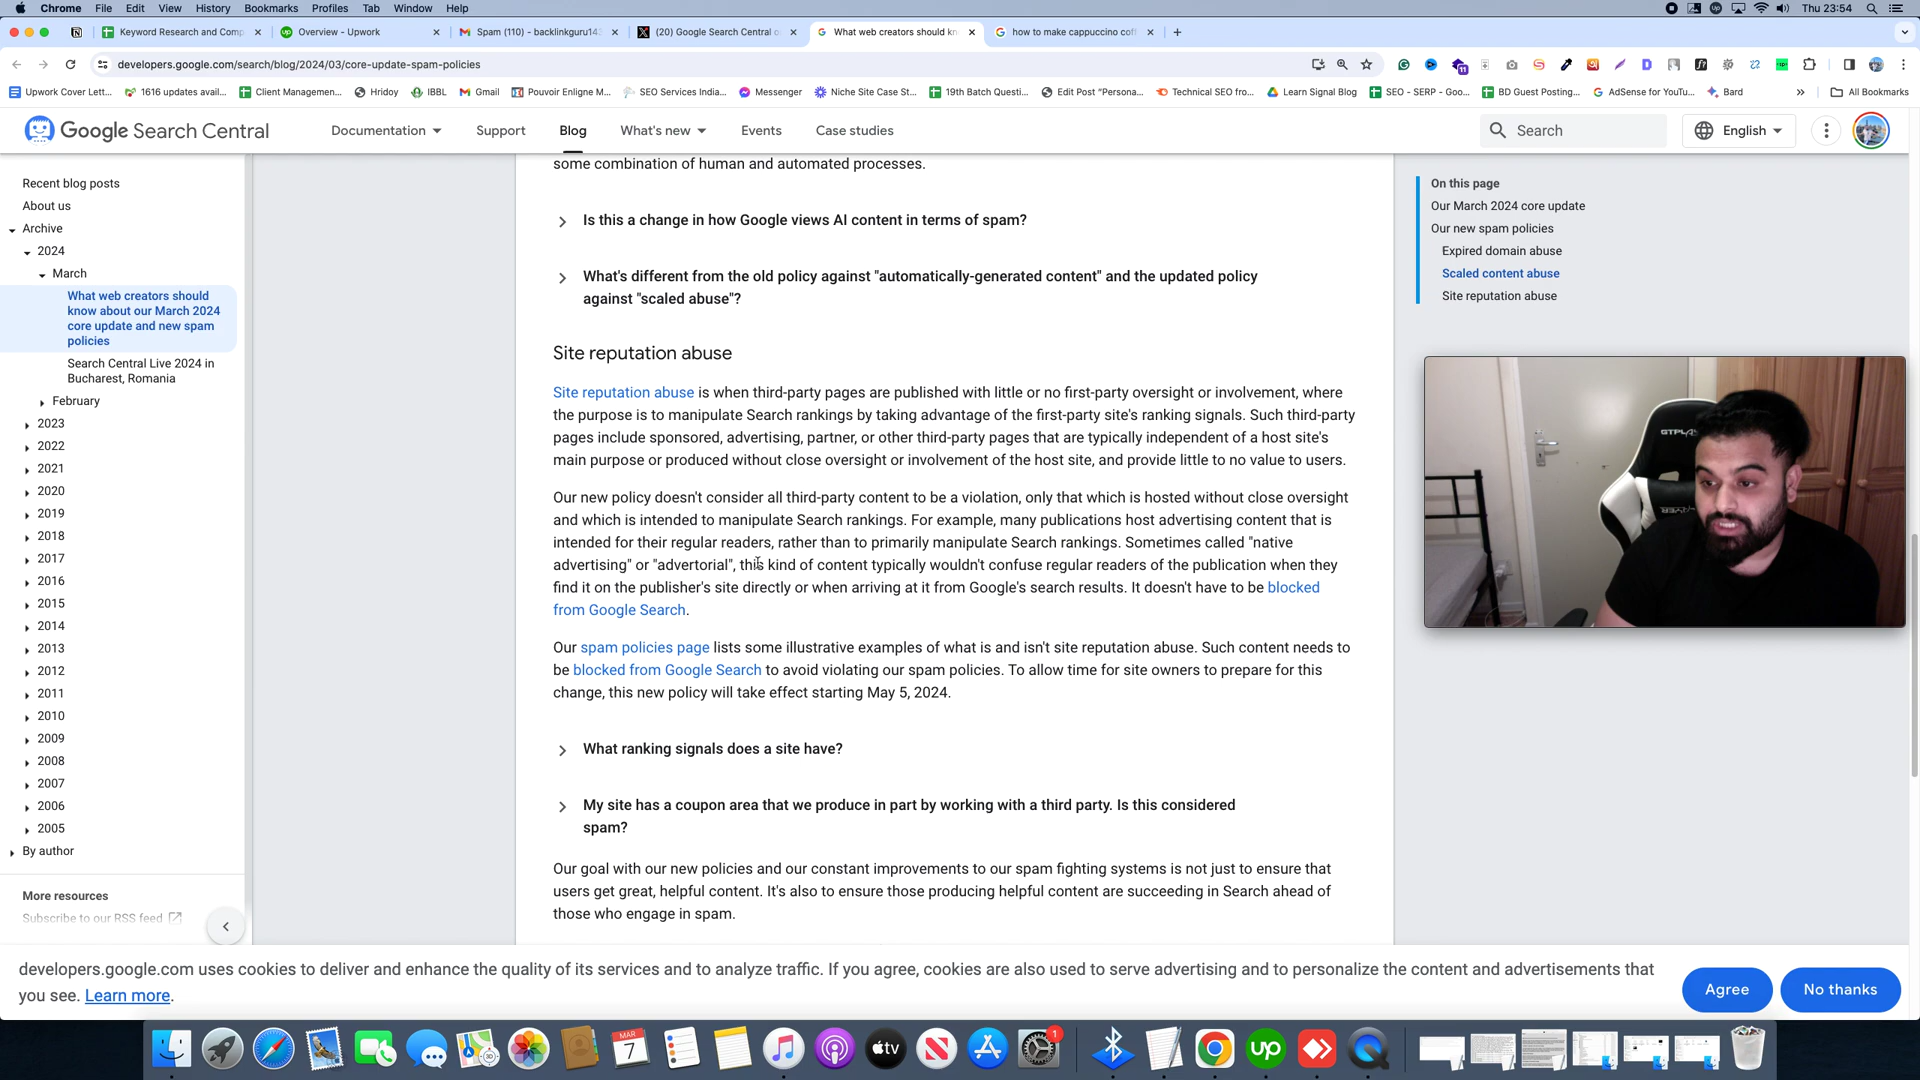 Chrome File Edit View History Bookmarks Profiles Tab Window Help Thu 23:54
Keyword Research and Comp Overview - Upwork Spam (110) - backlinkguru14 (20) Google Search Central o What web creators should kn how to make cappuccino cof
developers.google.com/search/blog/2024/03/core-update-spam-policies
Upwork Cover Lett... 1616 updates avail... Client Managemen... Hridoy IBBL Gmail Pouvoir Enligne M... SEO Services India... Messenger Niche Site Case St... 19th Batch Questi... Edit Post “Persona... Technical SEO fro... Learn Signal Blog SEO - SERP - Goo... BD Guest Posting... AdSense for YouTu... Bard All Bookmarks
Google Search Central Documentation Support Blog What's new Events Case studies Search English
Recent blog posts
About us
Archive
2024
March
What web creators should
know about our March 2024
core update and new spam
policies
Search Central Live 2024 in
Bucharest, Romania
February
2023
2022
2021
2020
2019
2018
2017
2016
2015
2014
2013
2012
2011
2010
2009
2008
2007
2006
2005
By author
More resources
Subscribe to our RSS feed
some combination of human and automated processes.
Is this a change in how Google views AI content in terms of spam?
What's different from the old policy against "automatically-generated content" and the updated policy
against "scaled abuse"?
Site reputation abuse
Site reputation abuse is when third-party pages are published with little or no first-party oversight or involvement, where
the purpose is to manipulate Search rankings by taking advantage of the first-party site's ranking signals. Such third-party
pages include sponsored, advertising, partner, or other third-party pages that are typically independent of a host site's
main purpose or produced without close oversight or involvement of the host site, and provide little to no value to users.
Our new policy doesn't consider all third-party content to be a violation, only that which is hosted without close oversight
and which is intended to manipulate Search rankings. For example, many publications host advertising content that is
intended for their regular readers, rather than to primarily manipulate Search rankings. Sometimes called "native
advertising" or "advertorial", this kind of content typically wouldn't confuse regular readers of the publication when they
find it on the publisher's site directly or when arriving at it from Google's search results. It doesn't have to be blocked
from Google Search.
Our spam policies page lists some illustrative examples of what is and isn't site reputation abuse. Such content needs to
be blocked from Google Search to avoid violating our spam policies. To allow time for site owners to prepare for this
change, this new policy will take effect starting May 5, 2024.
What ranking signals does a site have?
My site has a coupon area that we produce in part by working with a third party. Is this considered
spam?
Our goal with our new policies and our constant improvements to our spam fighting systems is not just to ensure that
users get great, helpful content. It's also to ensure those producing helpful content are succeeding in Search ahead of
those who engage in spam.
On this page
Our March 2024 core update
Our new spam policies
Expired domain abuse
Scaled content abuse
Site reputation abuse
developers.google.com uses cookies to deliver and enhance the quality of its services and to analyze traffic. If you agree, cookies are also used to serve advertising and to personalize the content and advertisements that
you see. Learn more.
Agree No thanks
MAR
7
tv
up
1